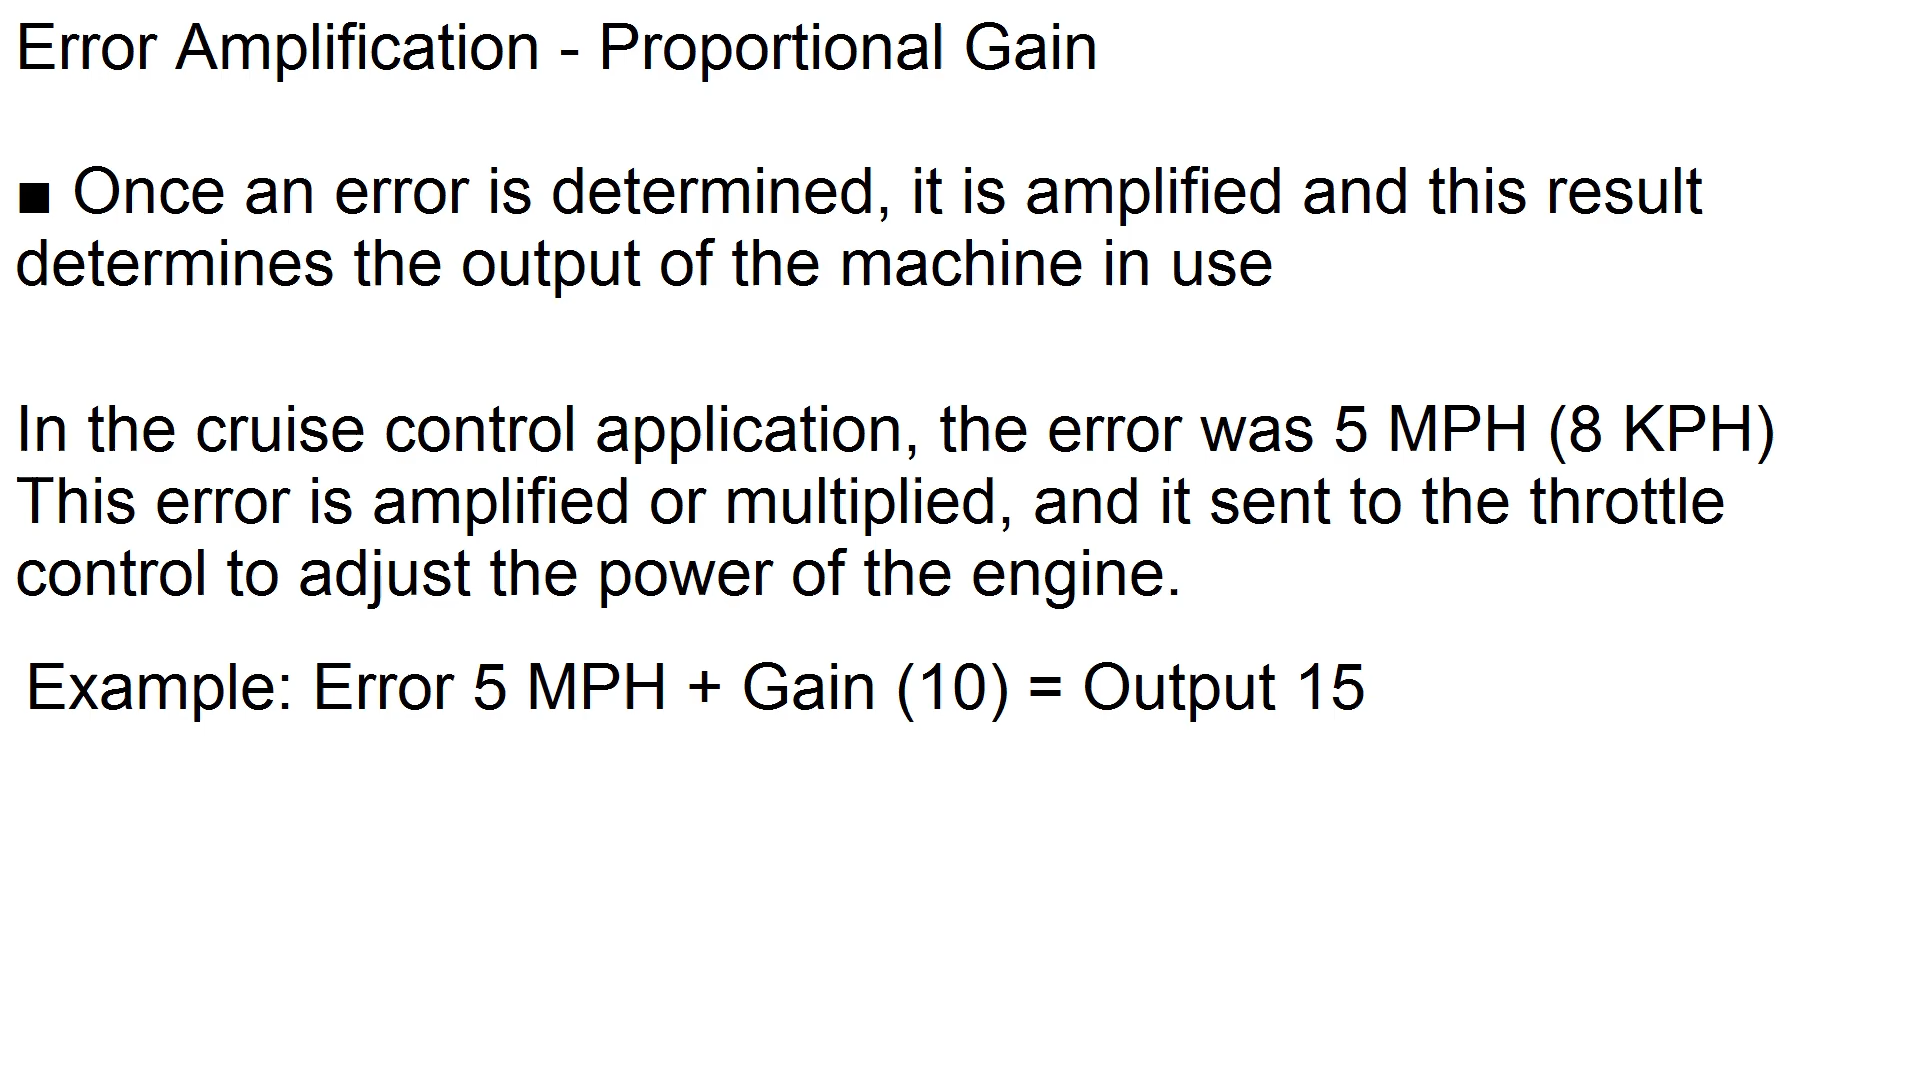 Error Amplification - Proportional Gain
■ Once an error is determined, it is amplified and this result
determines the output of the machine in use
In the cruise control application, the error was 5 MPH (8 KPH)
This error is amplified or multiplied, and it sent to the throttle
control to adjust the power of the engine.
Example: Error 5 MPH + Gain (10) = Output 15